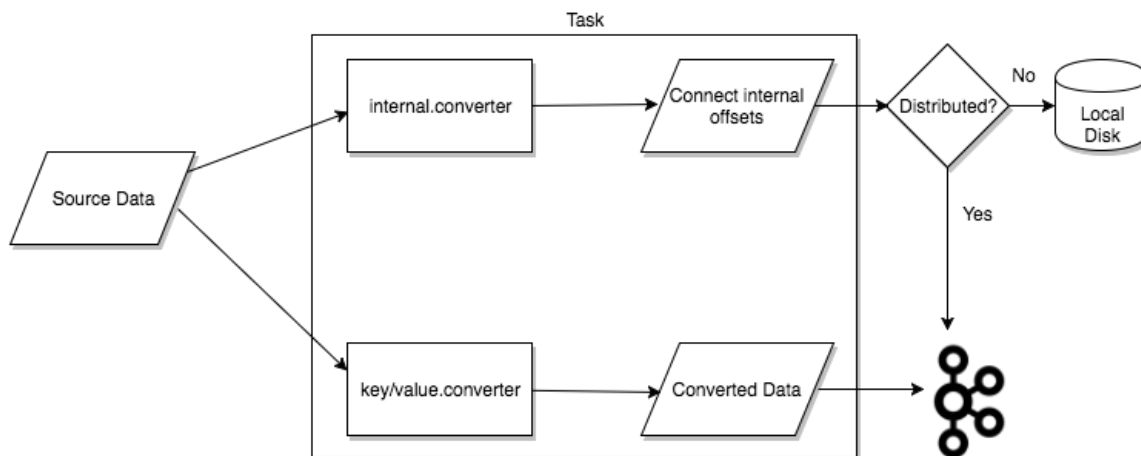 Task
internal.converter
Connect internal
offsets
Distributed?
No
Local
Disk
Source Data
Yes
key/value.converter
Converted Data